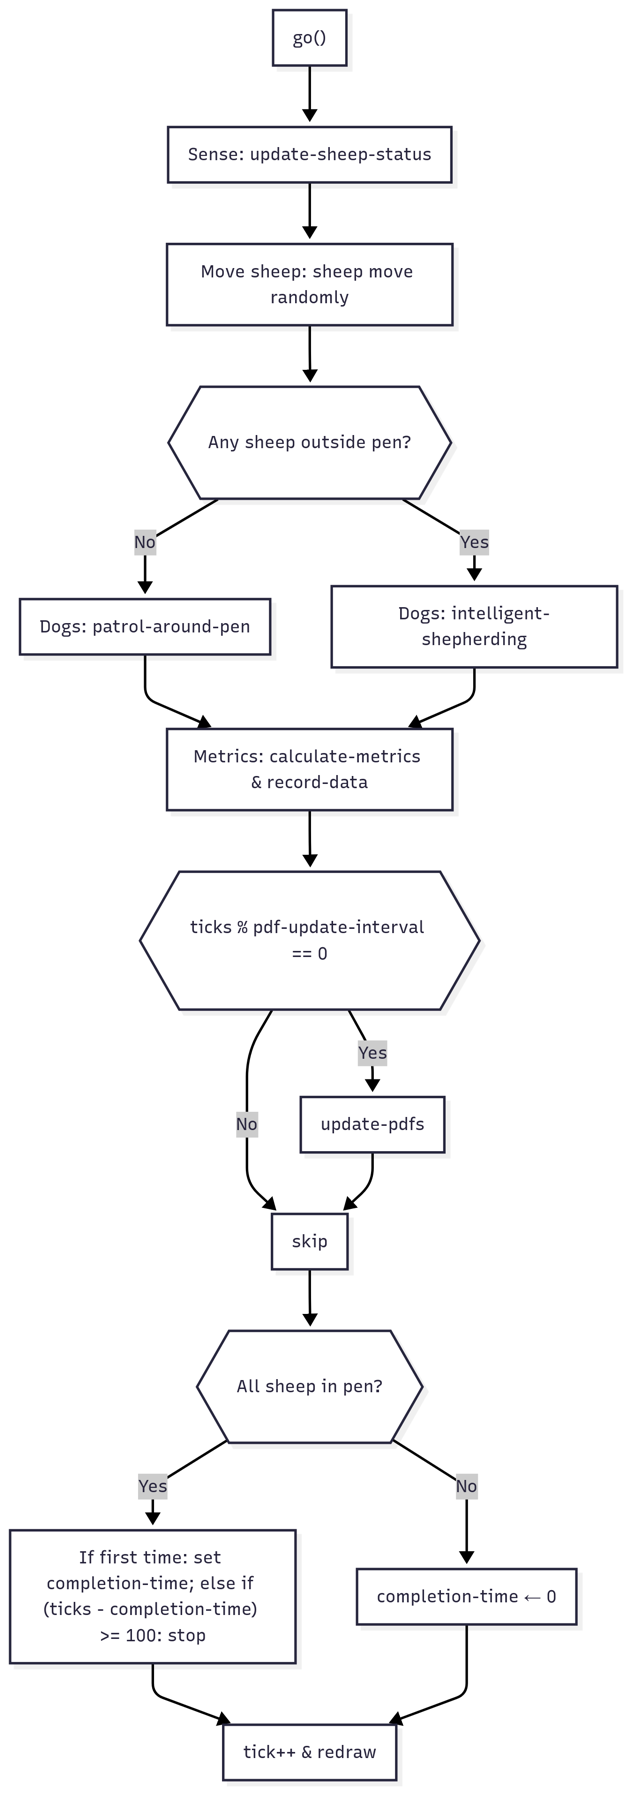 go()
Sense: update-sheep-status
Move sheep: sheep move
randomly
Any sheep outside pen?
No
Yes
Dogs: patrol-around-pen
Dogs: intelligent-
shepherding
Metrics: calculate-metrics
& record-data
ticks % pdf-update-interval
== 0
Yes
No
update-pdfs
skip
All sheep in pen?
Yes
No
If first time: set
completion-time; else if
(ticks - completion-time)
>= 100: stop
completion-time ← 0
tick++ & redraw